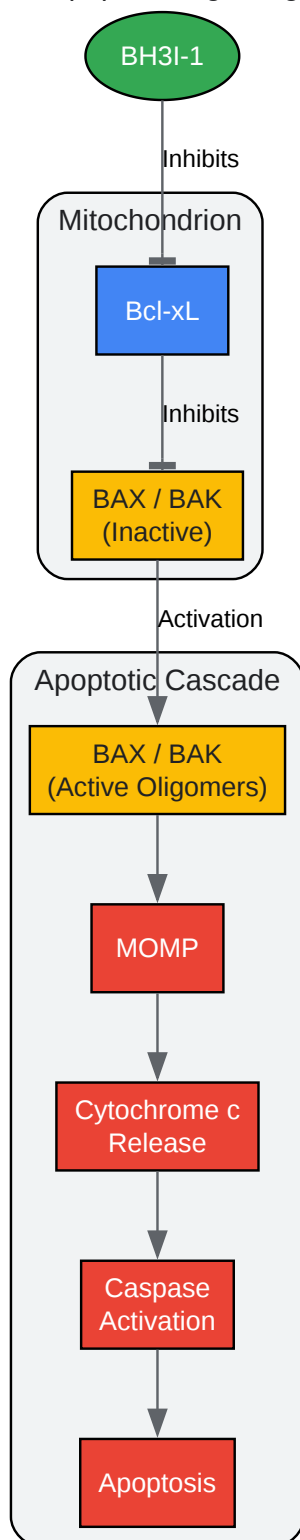 BH3I-1
Inhibits
Mitochondrion
Bcl-xL
Inhibits
BAX / BAK
(Inactive)
Activation
Apoptotic Cascade
BAX / BAK
(Active Oligomers)
MOMP
Cytochrome c
Release
Caspase
Activation
Apoptosis